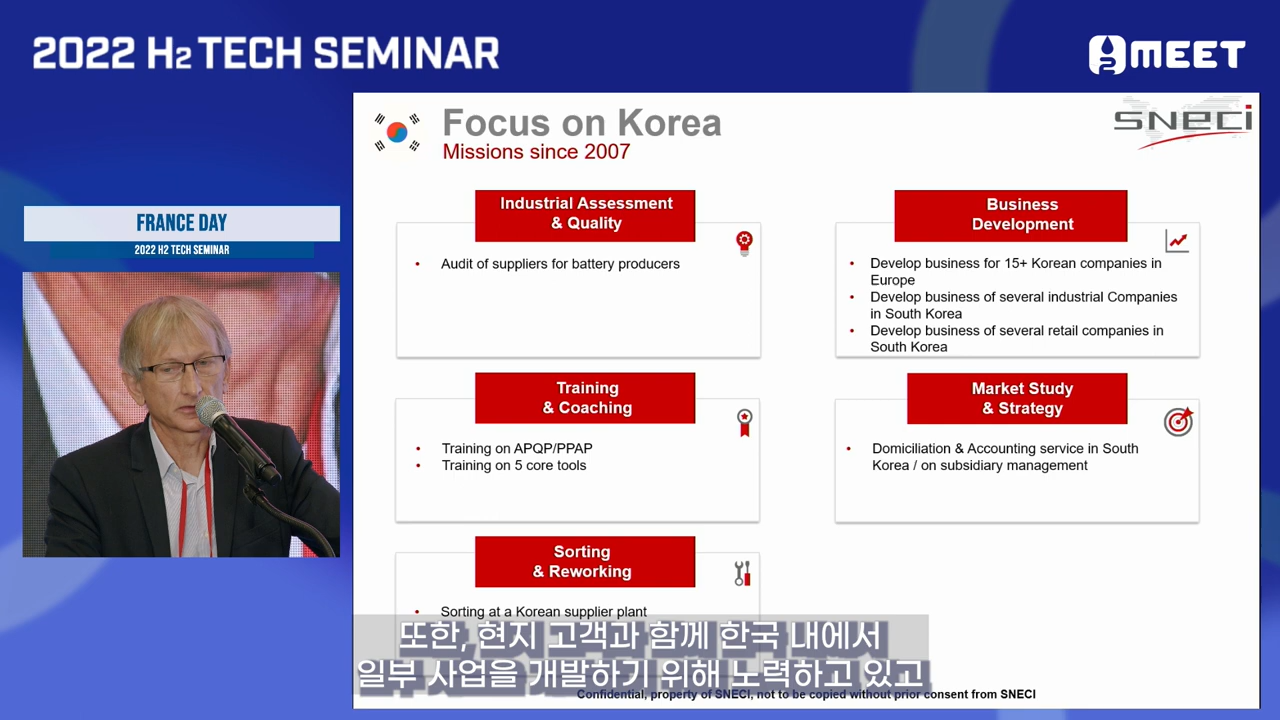 2022 H2 TECH SEMINAR
H2 MEET
FRANCE DAY
2022 H2 TECH SEMINAR
Focus on Korea
Missions since 2007
sneci
Industrial Assessment
& Quality
• Audit of suppliers for battery producers
Business
Development
• Develop business for 15+ Korean companies in
Europe
• Develop business of several industrial Companies
in South Korea
• Develop business of several retail companies in
South Korea
Training
& Coaching
• Training on APQP/PPAP
• Training on 5 core tools
Market Study
& Strategy
• Domiciliation & Accounting service in South
Korea / on subsidiary management
Sorting
& Reworking
• Sorting at a Korean supplier plant
또한, 현지 고객과 함께 한국 내에서
일부 사업을 개발하기 위해 노력하고 있고
Confidential, property of SNECI, not to be copied without prior consent from SNECI